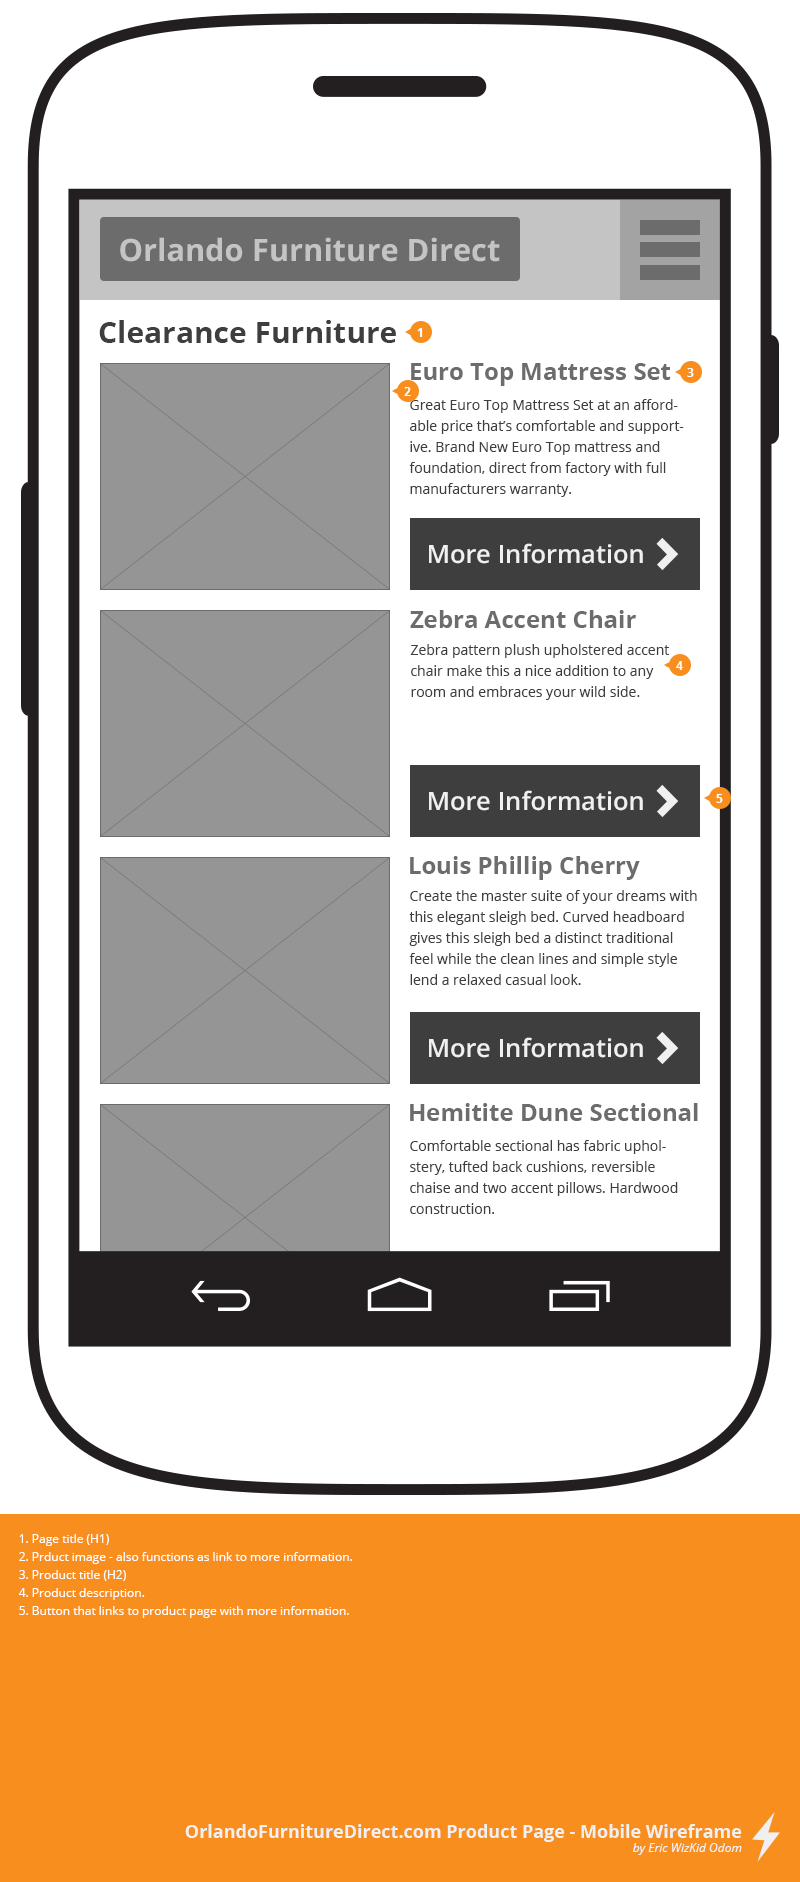 Orlando Furniture Direct
Clearance Furniture 1
Euro Top Mattress Set 3
2
Great Euro Top Mattress Set at an afford-
able price that’s comfortable and support-
ive. Brand New Euro Top mattress and
foundation, direct from factory with full
manufacturers warranty.
More Information
Zebra Accent Chair
Zebra pattern plush upholstered accent
chair make this a nice addition to any
room and embraces your wild side.
4
More Information
5
Louis Phillip Cherry
Create the master suite of your dreams with
this elegant sleigh bed. Curved headboard
gives this sleigh bed a distinct traditional
feel while the clean lines and simple style
lend a relaxed casual look.
More Information
Hemitite Dune Sectional
Comfortable sectional has fabric uphol-
stery, tufted back cushions, reversible
chaise and two accent pillows. Hardwood
construction.
1. Page title (H1)
2. Prduct image - also functions as link to more information.
3. Product title (H2)
4. Product description.
5. Button that links to product page with more information.
OrlandoFurnitureDirect.com Product Page - Mobile Wireframe
by Eric WizKid Odom